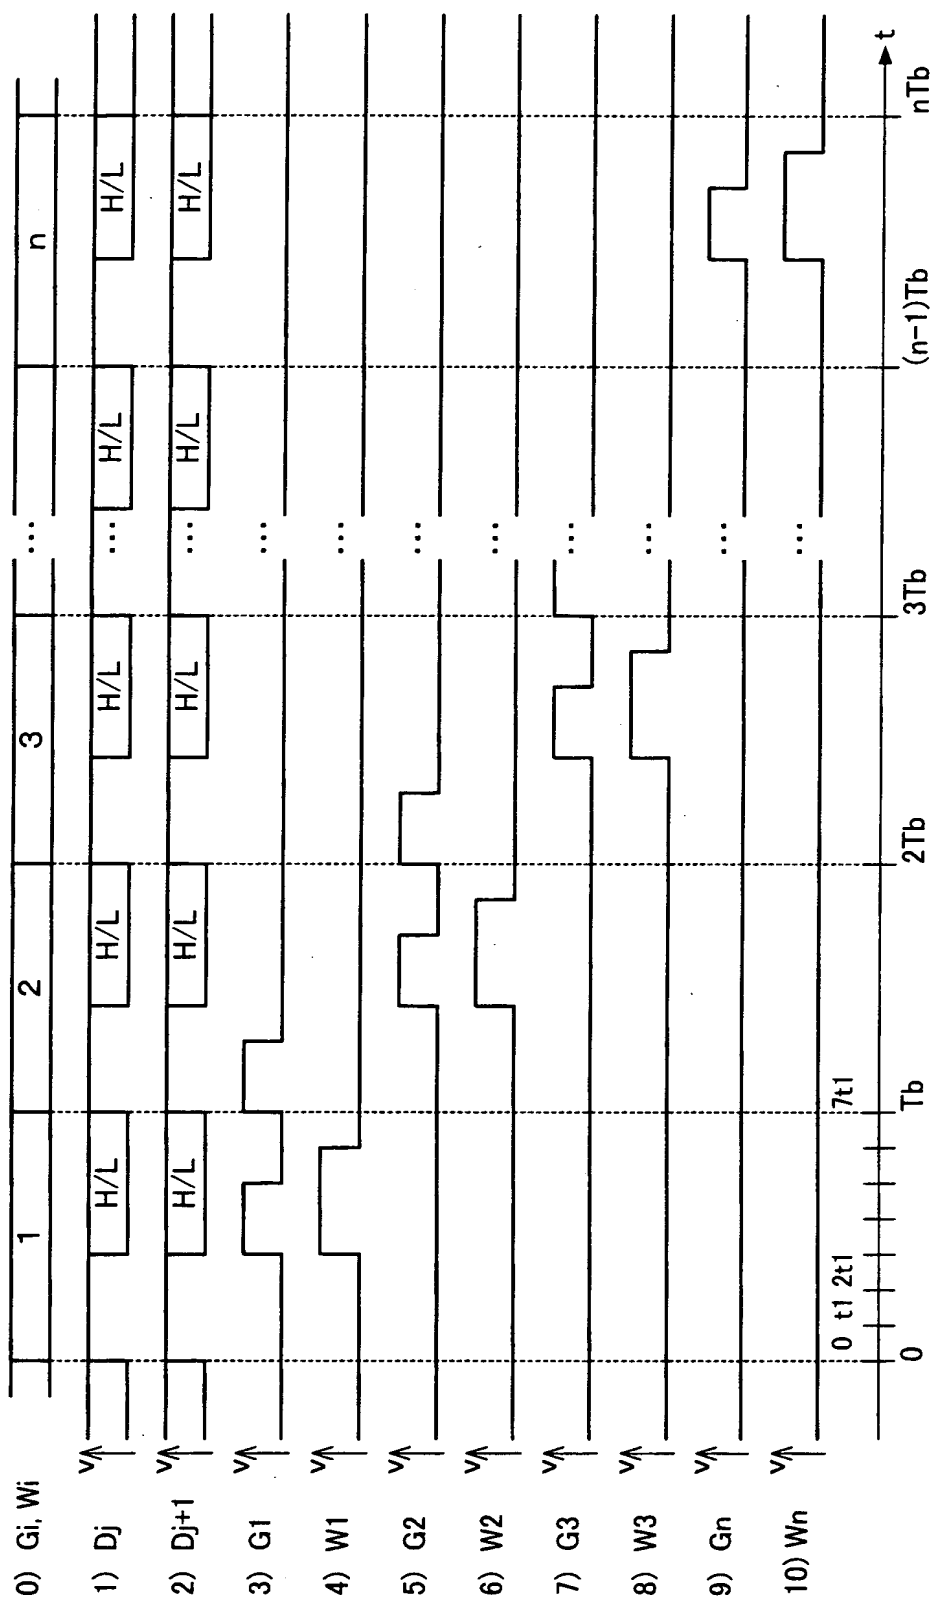 0) Gi, Wi 1 2 3 ... n
1) Dj V H/L H/L H/L ... H/L H/L
2) Dj+1 V H/L H/L H/L ... H/L H/L
3) G1 V ...
4) W1 V ...
5) G2 V ...
6) W2 V ...
7) G3 V ...
8) W3 V ...
9) Gn V ...
10) Wn V ...
0 t1 2t1 7t1
0 Tb 2Tb 3Tb (n-1)Tb nTb t